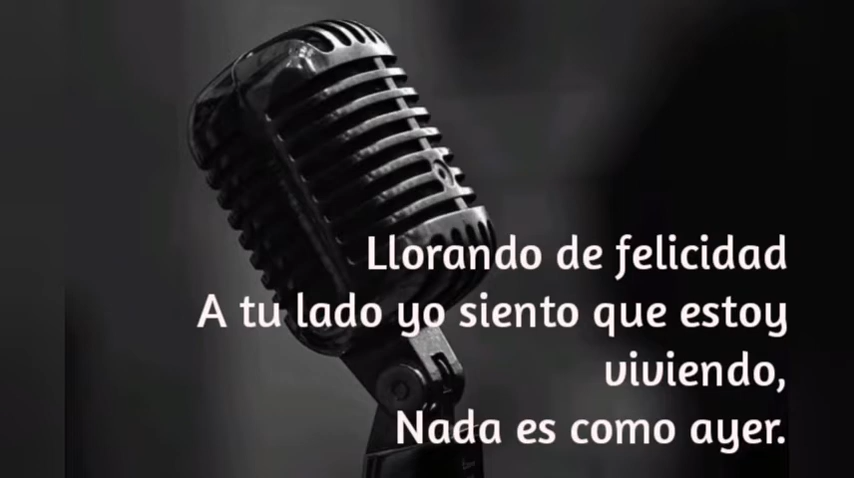 Llorando de felicidad
A tu lado yo siento que estoy
viviendo,
Nada es como ayer.